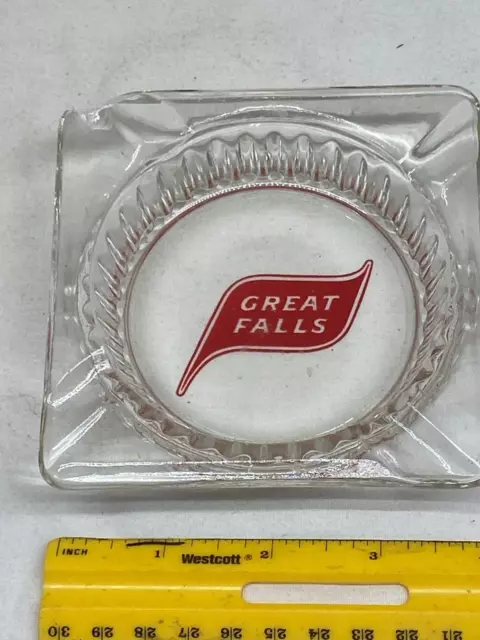 GREAT
FALLS
INCH 1 2 3
Westcott®
30 29 28 27 26 25 24 23 22 21